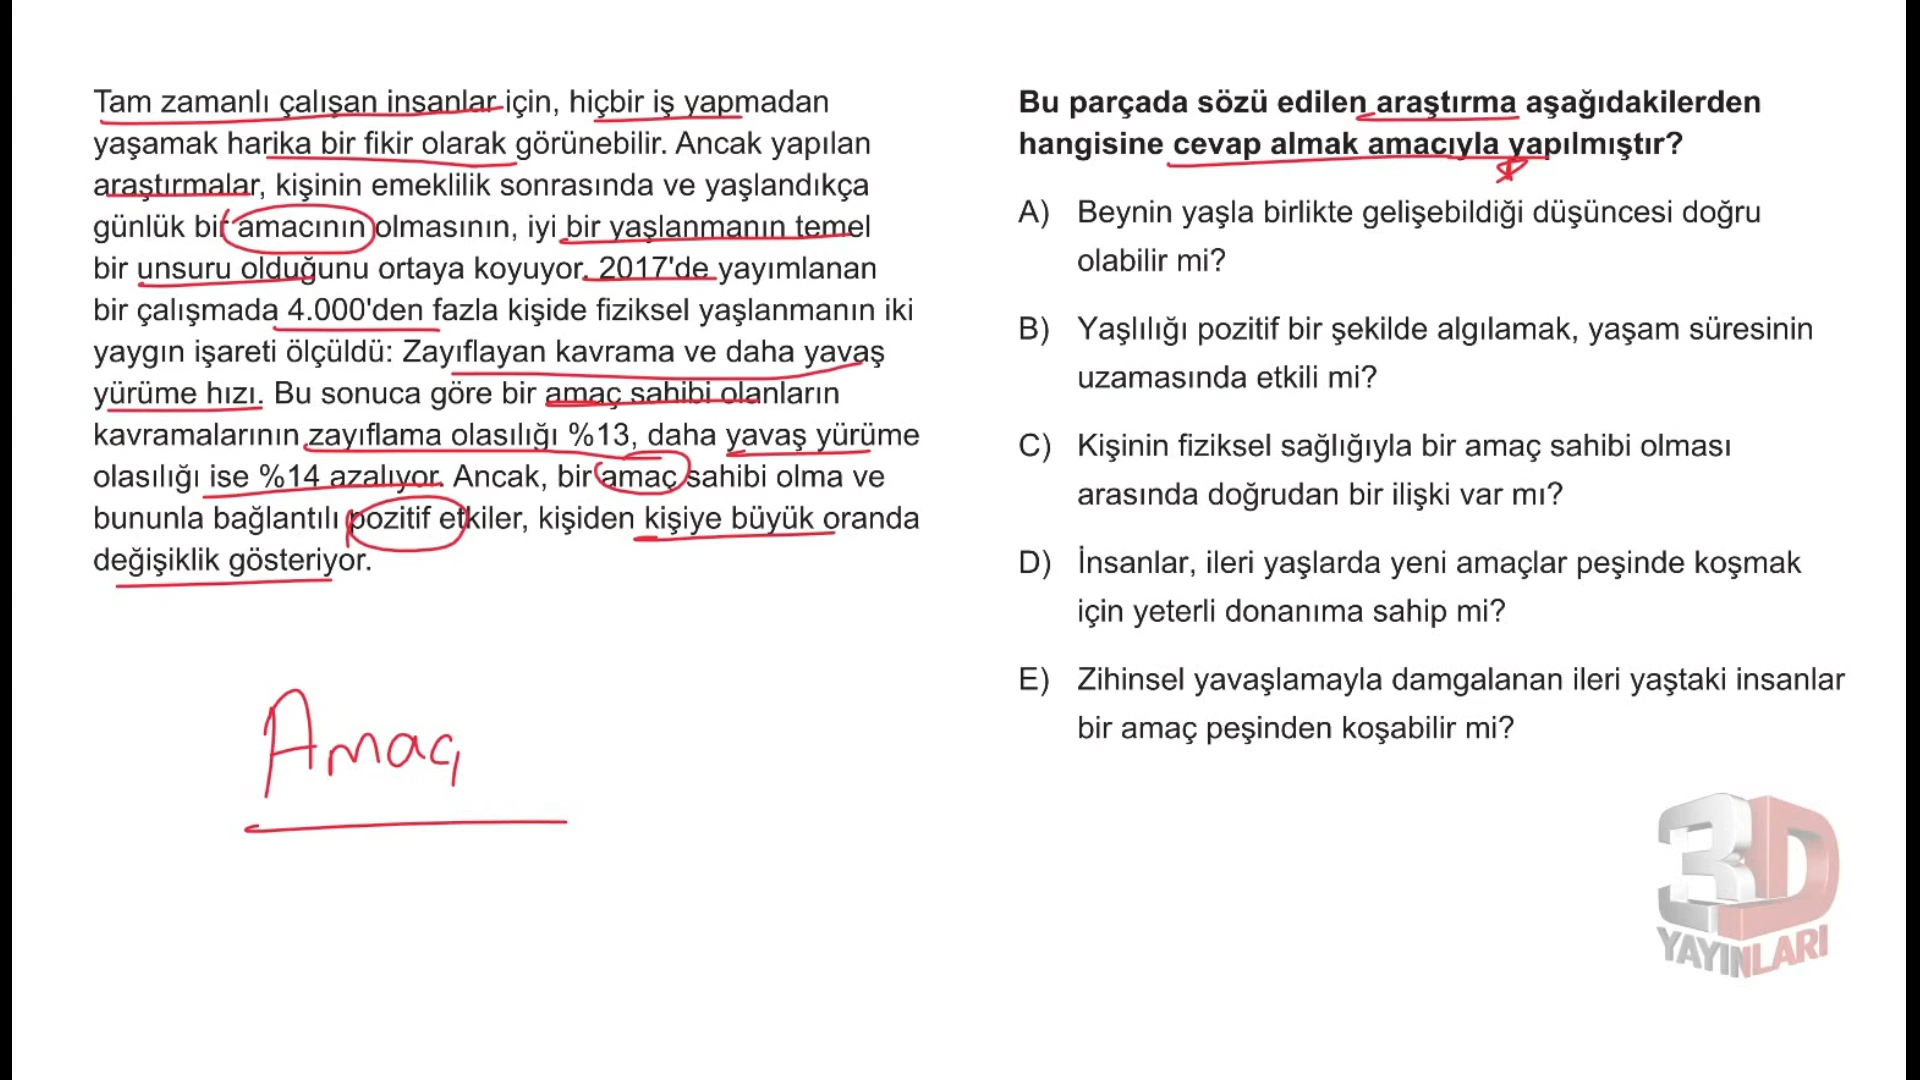 Tam zamanlı çalışan insanlar için, hiçbir iş yapmadan
yaşamak harika bir fikir olarak görünebilir. Ancak yapılan
araştırmalar, kişinin emeklilik sonrasında ve yaşlandıkça
günlük bir amacının olmasının, iyi bir yaşlanmanın temel
bir unsuru olduğunu ortaya koyuyor. 2017'de yayımlanan
bir çalışmada 4.000'den fazla kişide fiziksel yaşlanmanın iki
yaygın işareti ölçüldü: Zayıflayan kavrama ve daha yavaş
yürüme hızı. Bu sonuca göre bir amaç sahibi olanların
kavramalarının zayıflama olasılığı %13, daha yavaş yürüme
olasılığı ise %14 azalıyor. Ancak, bir amaç sahibi olma ve
bununla bağlantılı pozitif etkiler, kişiden kişiye büyük oranda
değişiklik gösteriyor.
Amaç
Bu parçada sözü edilen araştırma aşağıdakilerden
hangisine cevap almak amacıyla yapılmıştır?
A) Beynin yaşla birlikte gelişebildiği düşüncesi doğru
olabilir mi?
B) Yaşlılığı pozitif bir şekilde algılamak, yaşam süresinin
uzamasında etkili mi?
C) Kişinin fiziksel sağlığıyla bir amaç sahibi olması
arasında doğrudan bir ilişki var mı?
D) İnsanlar, ileri yaşlarda yeni amaçlar peşinde koşmak
için yeterli donanıma sahip mi?
E) Zihinsel yavaşlamayla damgalanan ileri yaştaki insanlar
bir amaç peşinden koşabilir mi?
3D
YAYINLARI